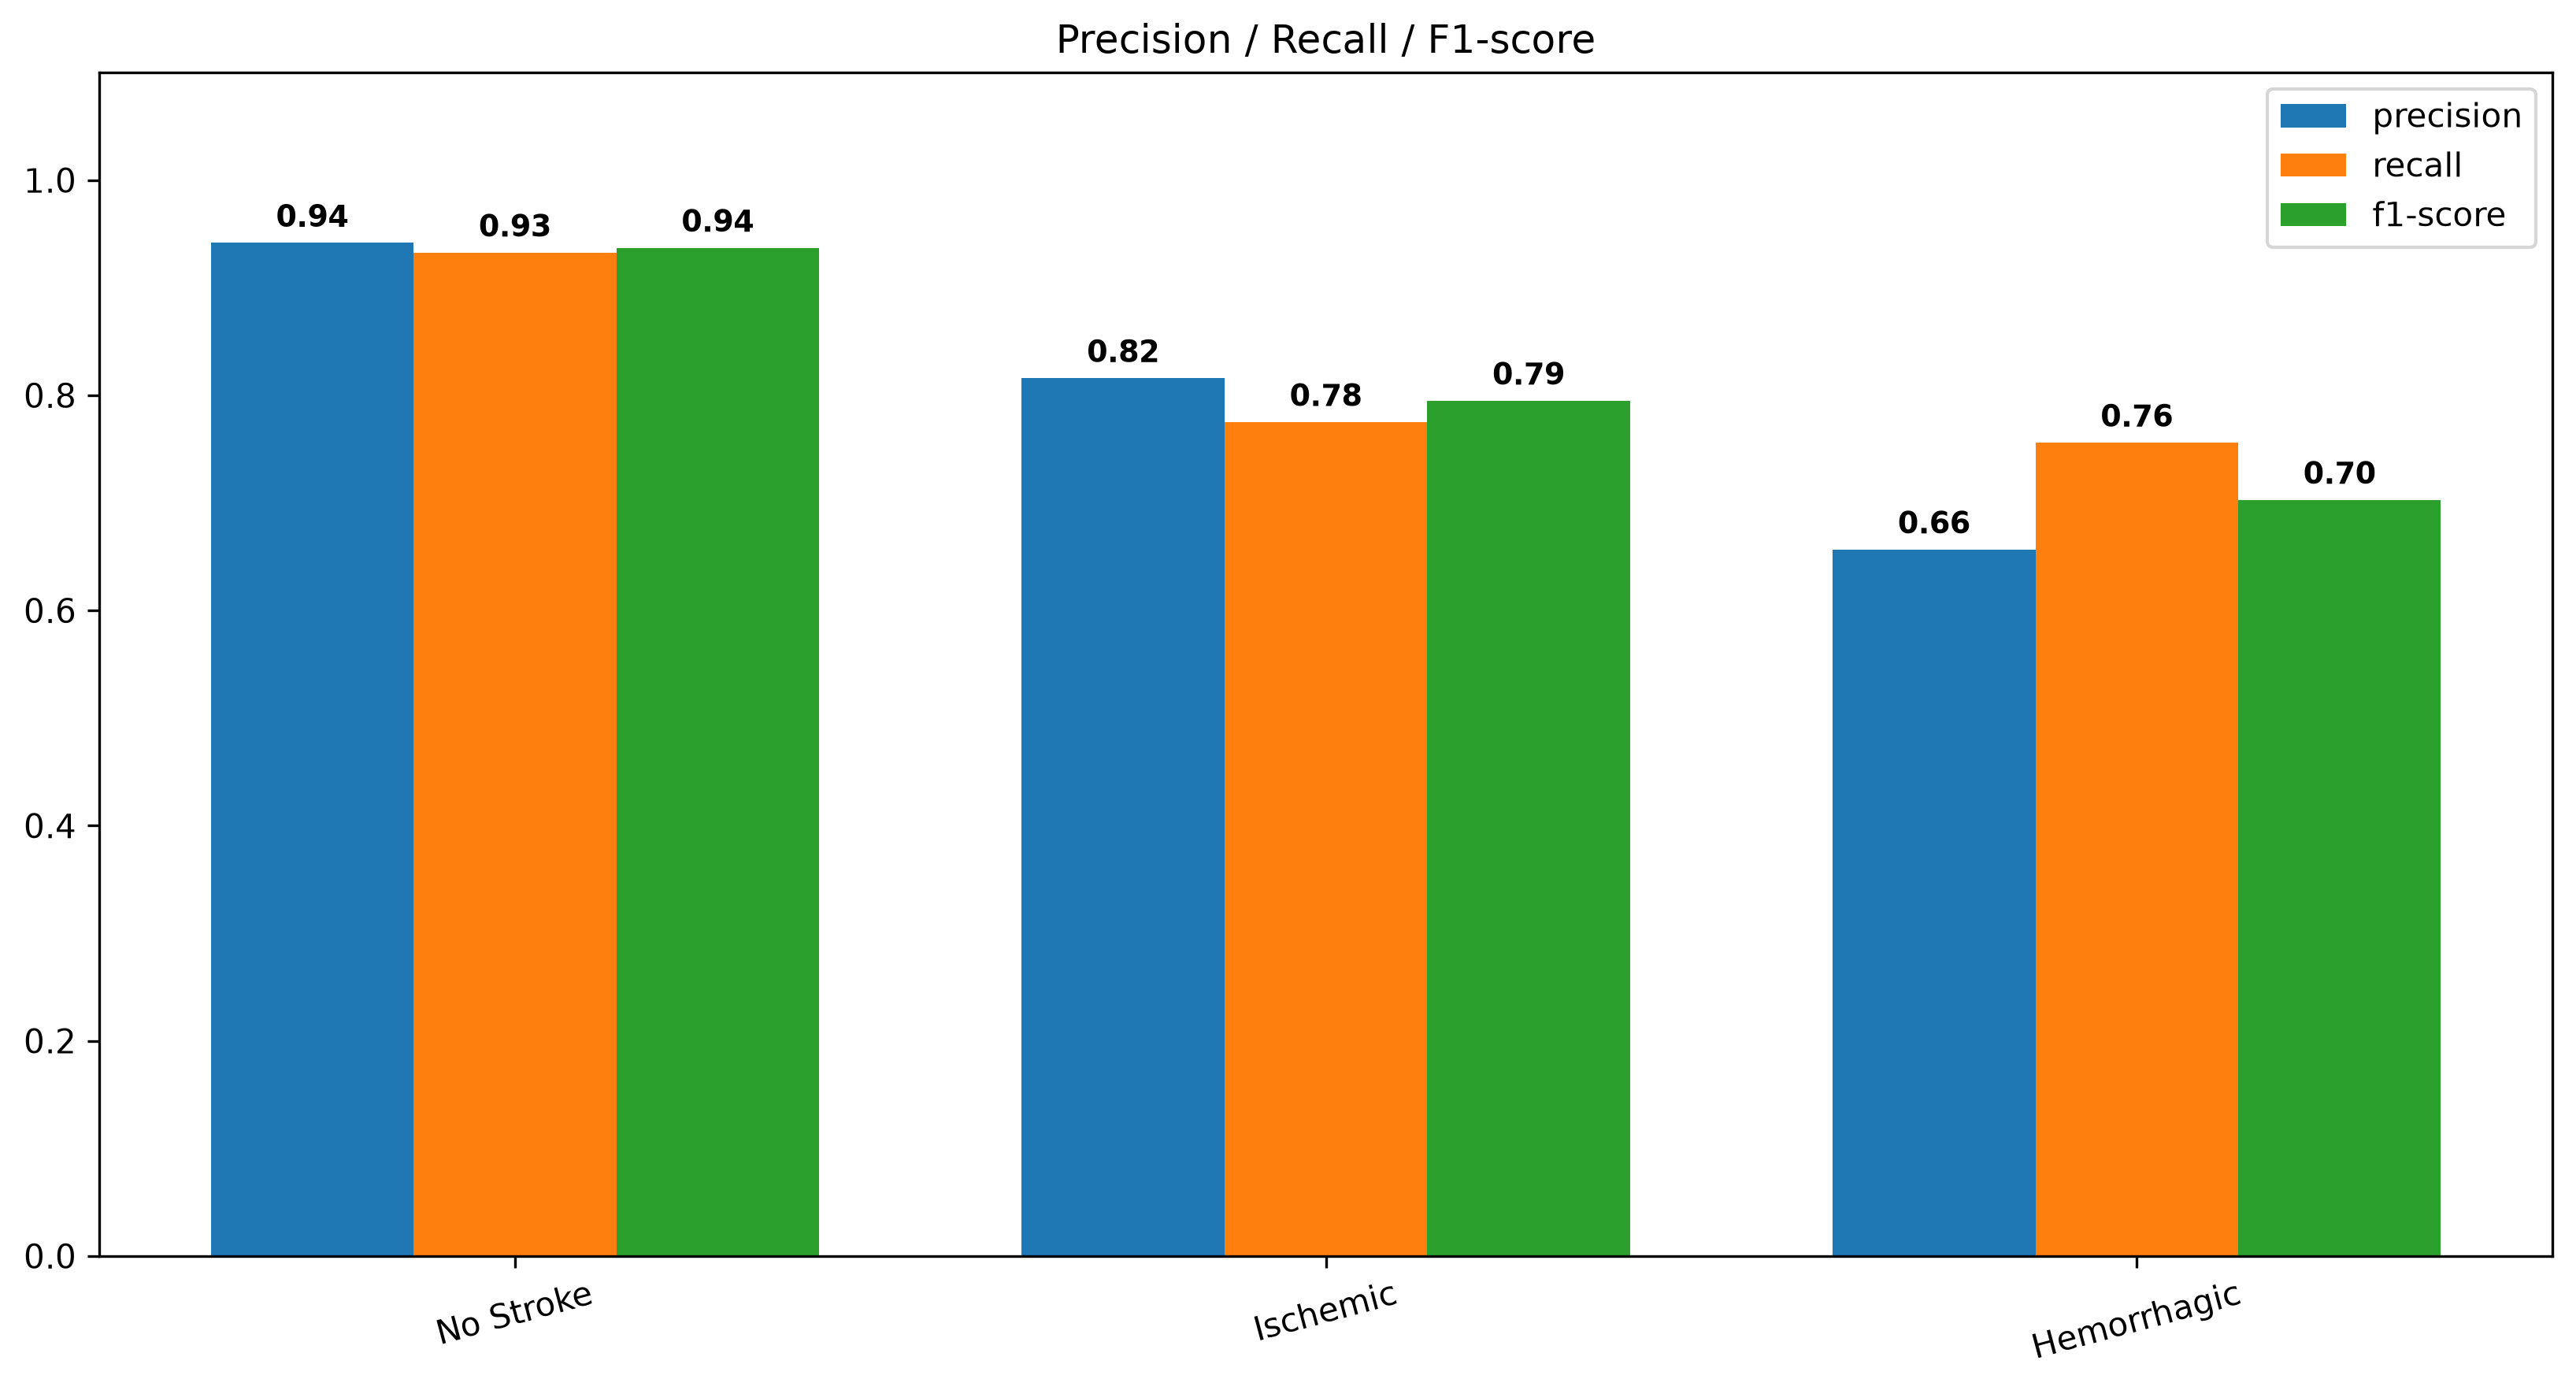 Precision / Recall / F1-score
precision
recall
f1-score
1.0
0.8
0.6
0.4
0.2
0.0
0.94
0.93
0.94
0.82
0.78
0.79
0.66
0.76
0.70
No Stroke
Ischemic
Hemorrhagic